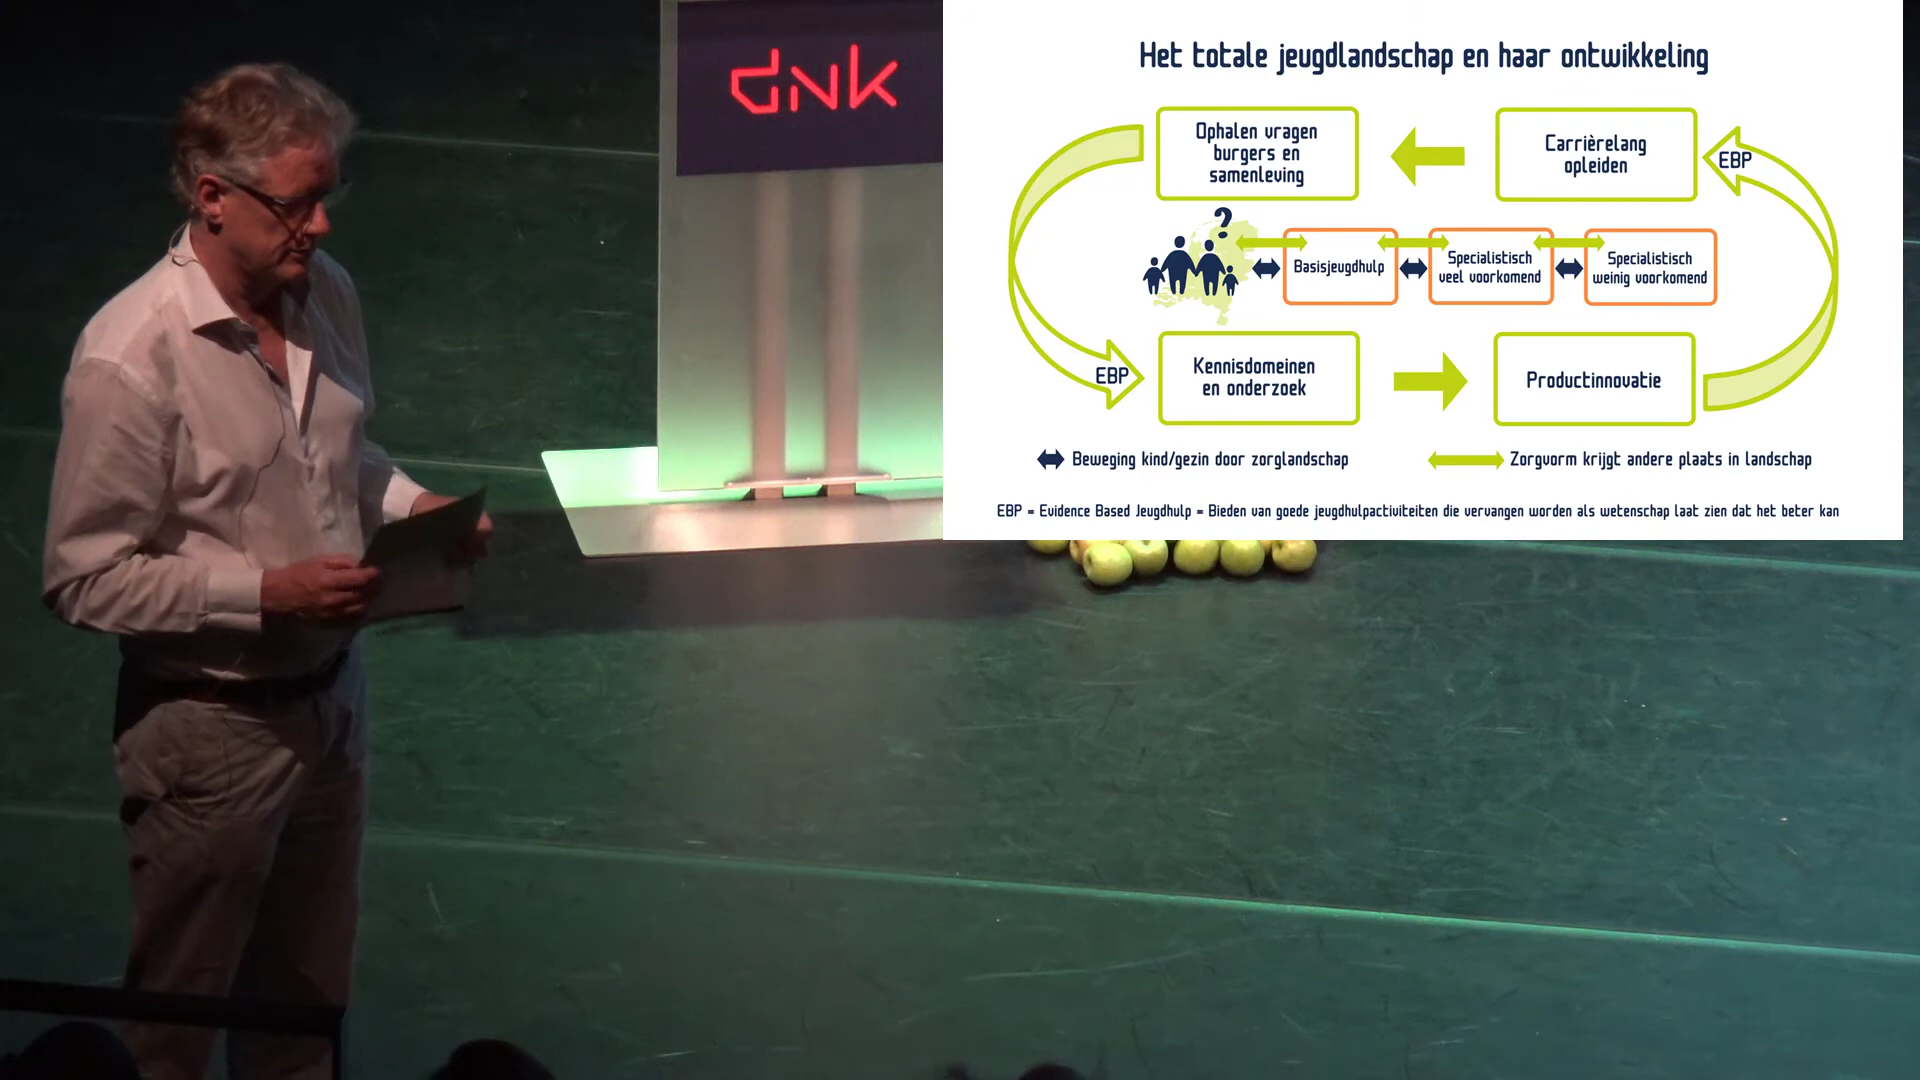 dnk
Het totale jeugdlandschap en haar ontwikkeling
Ophalen vragen
burgers en
samenleving
Carrièrelang
opleiden
EBP
?
Basisjeugdhulp
Specialistisch
veel voorkomend
Specialistisch
weinig voorkomend
EBP
Kennisdomeinen
en onderzoek
Productinnovatie
Beweging kind/gezin door zorglandschap
Zorgvorm krijgt andere plaats in landschap
EBP = Evidence Based Jeugdhulp = Bieden van goede jeugdhulpactiviteiten die vervangen worden als wetenschap laat zien dat het beter kan